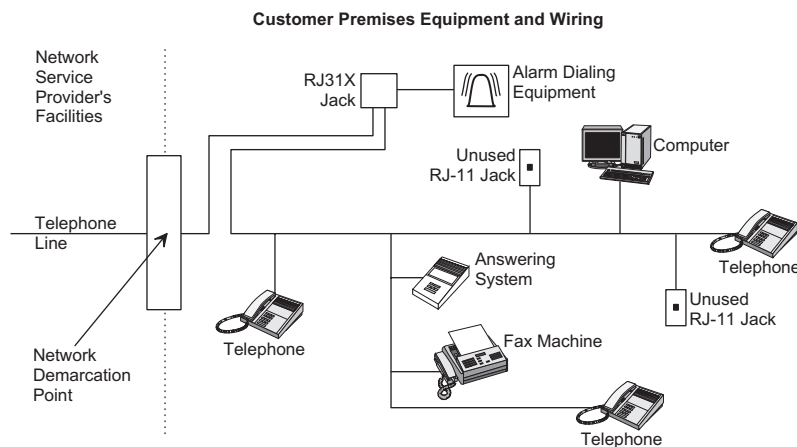 Customer Premises Equipment and Wiring
Network
Service
Provider's
Facilities
RJ31X
Jack
Alarm Dialing
Equipment
Unused
RJ-11 Jack
Computer
Telephone
Line
Telephone
Answering
System
Unused
RJ-11 Jack
Telephone
Fax Machine
Network
Demarcation
Point
Telephone